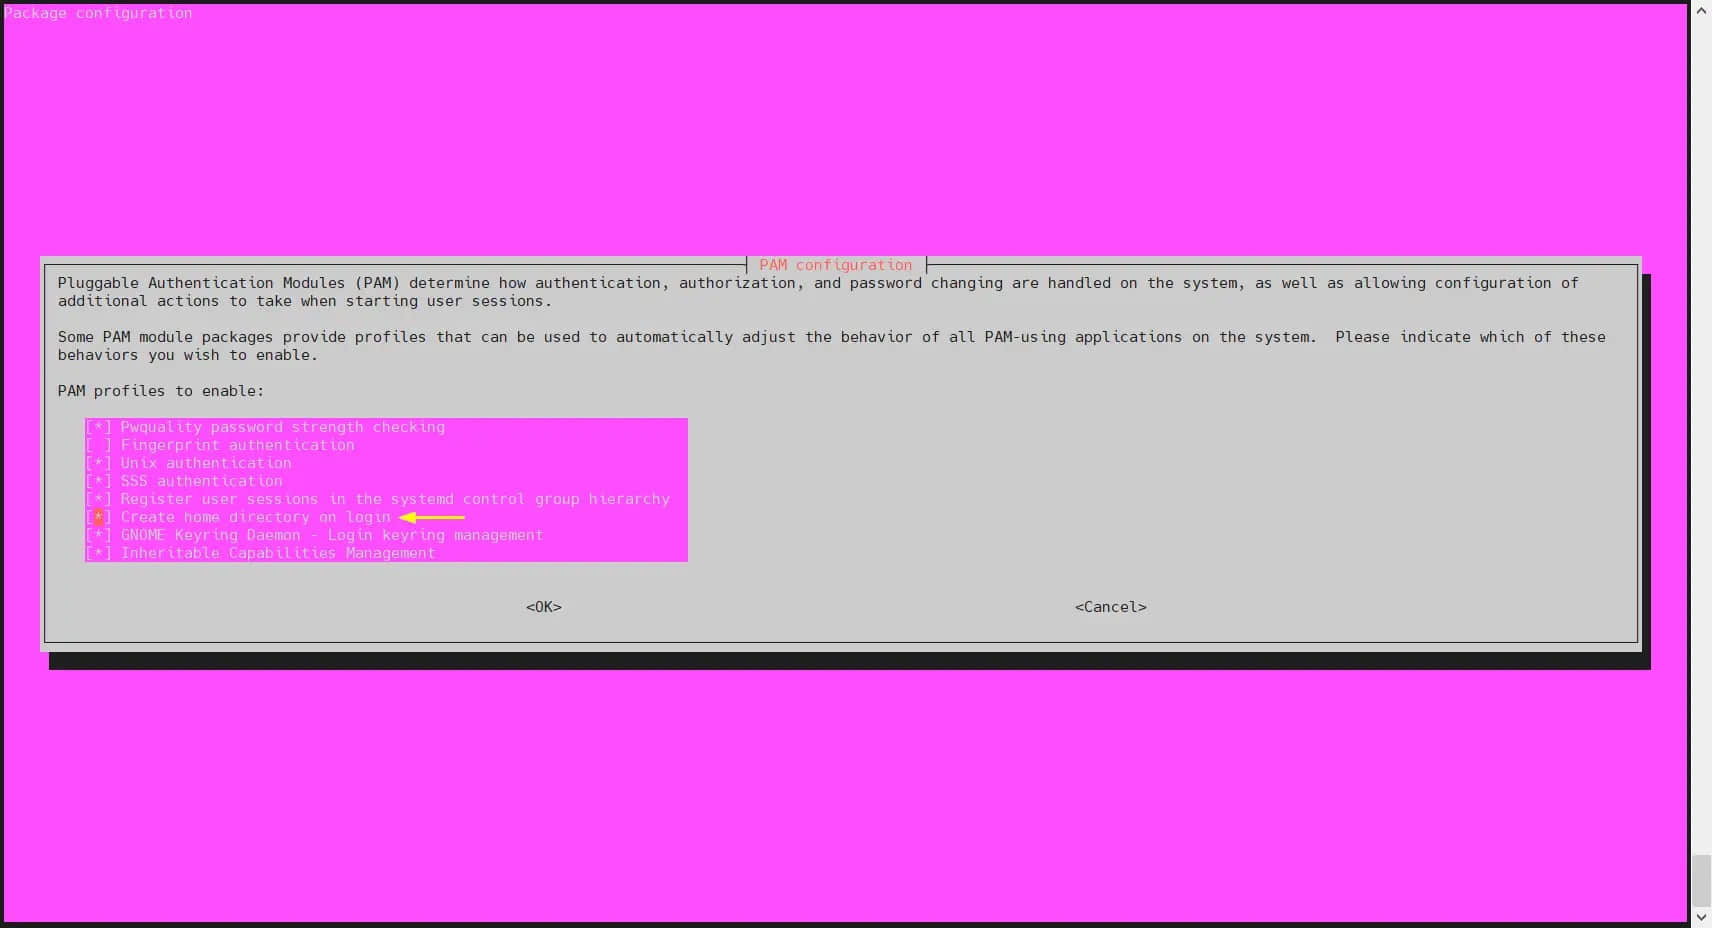 Package configuration
PAM configuration
Pluggable Authentication Modules (PAM) determine how authentication, authorization, and password changing are handled on the system, as well as allowing configuration of
additional actions to take when starting user sessions.
Some PAM module packages provide profiles that can be used to automatically adjust the behavior of all PAM-using applications on the system.  Please indicate which of these
behaviors you wish to enable.
PAM profiles to enable:
[*] Pwquality password strength checking
[ ] Fingerprint authentication
[*] Unix authentication
[*] SSS authentication
[*] Register user sessions in the systemd control group hierarchy
[*] Create home directory on login
[*] GNOME Keyring Daemon - Login keyring management
[*] Inheritable Capabilities Management
<OK> <Cancel>